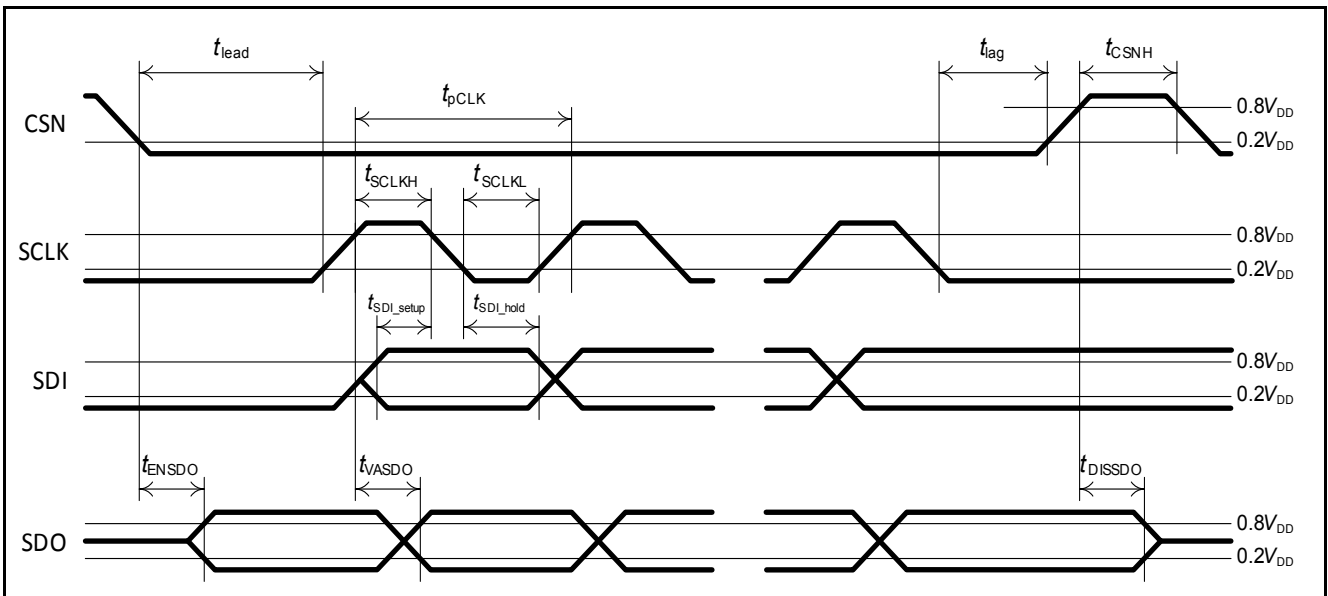 tlead
tlag
tCSNH
tpCLK
CSN
0.8VDD
0.2VDD
tSCLKH
tSCLKL
SCLK
0.8VDD
0.2VDD
tSDI_setup
tSDI_hold
SDI
0.8VDD
0.2VDD
tENSDO
tVASDO
tDISSDO
SDO
0.8VDD
0.2VDD